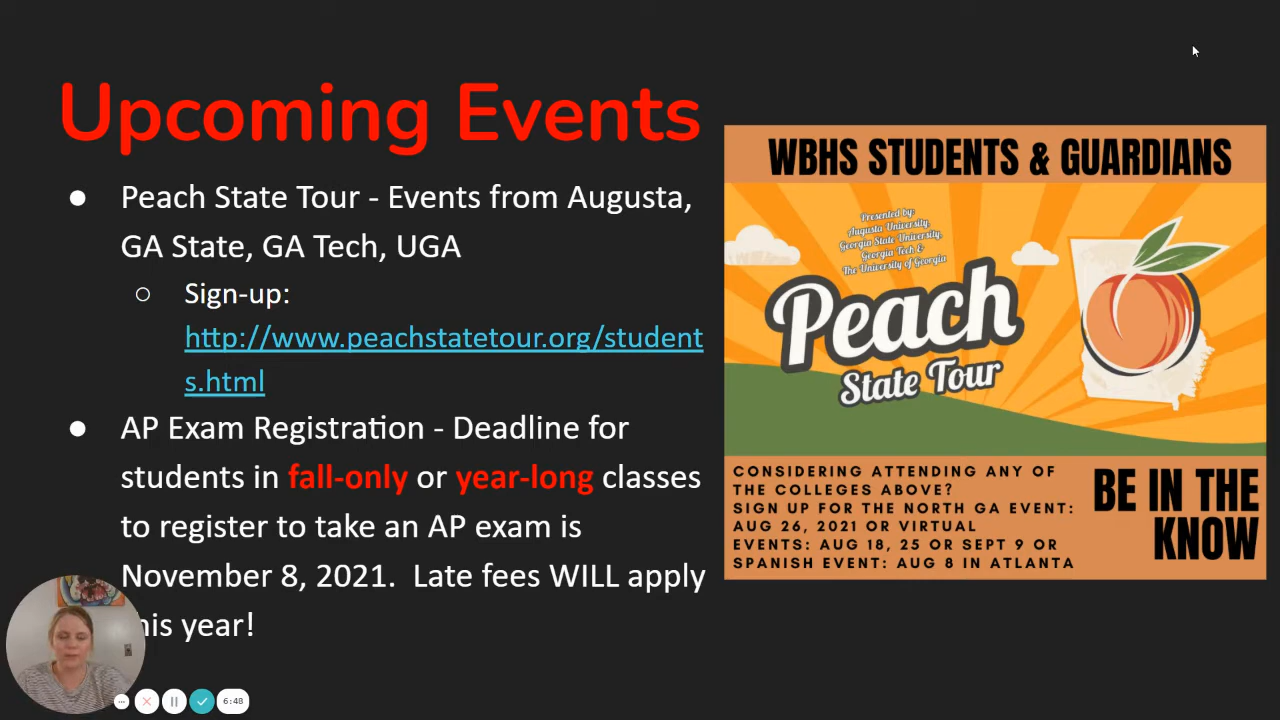 Upcoming Events
Peach State Tour - Events from Augusta,
GA State, GA Tech, UGA
Sign-up:
http://www.peachstatetour.org/student
s.html
AP Exam Registration - Deadline for
students in fall-only or year-long classes
to register to take an AP exam is
November 8, 2021. Late fees WILL apply
this year!
WBHS STUDENTS & GUARDIANS
Presented by:
Augusta University,
Georgia State University,
Georgia Tech &
The University of Georgia
Peach
State Tour
CONSIDERING ATTENDING ANY OF
THE COLLEGES ABOVE?
SIGN UP FOR THE NORTH GA EVENT:
AUG 26, 2021 OR VIRTUAL
EVENTS: AUG 18, 25 OR SEPT 9 OR
SPANISH EVENT: AUG 8 IN ATLANTA
BE IN THE
KNOW
6:48